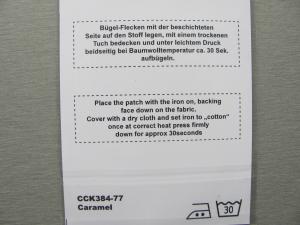 Bügel-Flecken mit der beschichteten
Seite auf den Stoff legen, mit einem trockenen
Tuch bedecken und unter leichtem Druck
beidseitig bei Baumwolltemperatur ca. 30 Sek.
aufbügeln.
Place the patch with the iron on, backing
face down on the fabric.
Cover with a dry cloth and set iron to „cotton"
once at correct heat press firmly
down for approx 30seconds
CCK384-77
Caramel
30